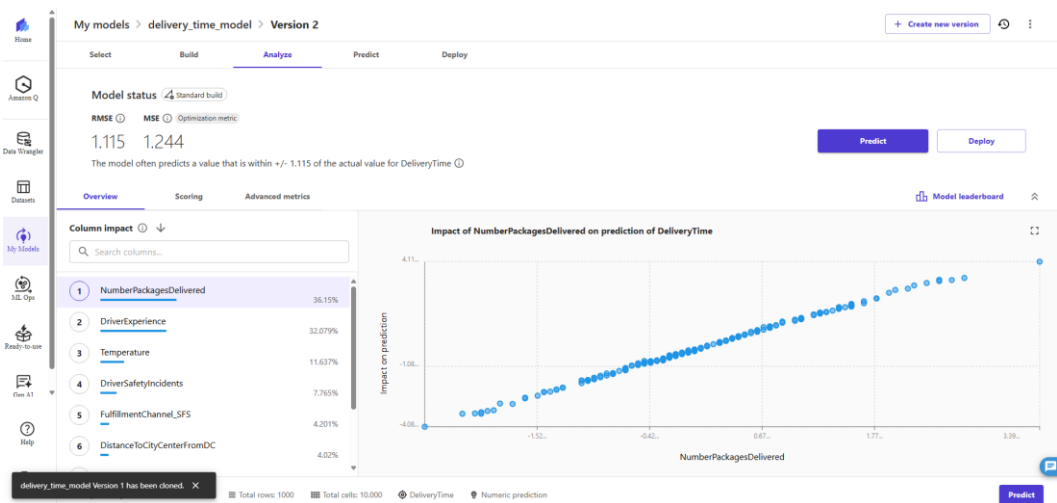 My models > delivery_time_model > Version 2
+ Create new version
Home
Select Build Analyze Predict Deploy
Amazon Q
Data Wrangler
Datasets
My Models
ML Ops
Ready-to-use
Gen AI
Help
Model status Standard build
RMSE MSE Optimization metric
1.115 1.244
The model often predicts a value that is within +/- 1.115 of the actual value for DeliveryTime
Predict Deploy
Overview Scoring Advanced metrics
Model leaderboard
Column impact
Search columns...
1 NumberPackagesDelivered 36.15%
2 DriverExperience 32.079%
3 Temperature 11.637%
4 DriverSafetyIncidents 7.765%
5 FulfillmentChannel_SFS 4.201%
6 DistanceToCityCenterFromDC 4.02%
Impact of NumberPackagesDelivered on prediction of DeliveryTime
Impact on prediction
4.11...
-1.08...
-4.08...
-1.52... -0.42... 0.67... 1.77... 3.39...
NumberPackagesDelivered
delivery_time_model Version 1 has been cloned. ×
Total rows: 1000 Total cells: 10,000 DeliveryTime Numeric prediction
Predict